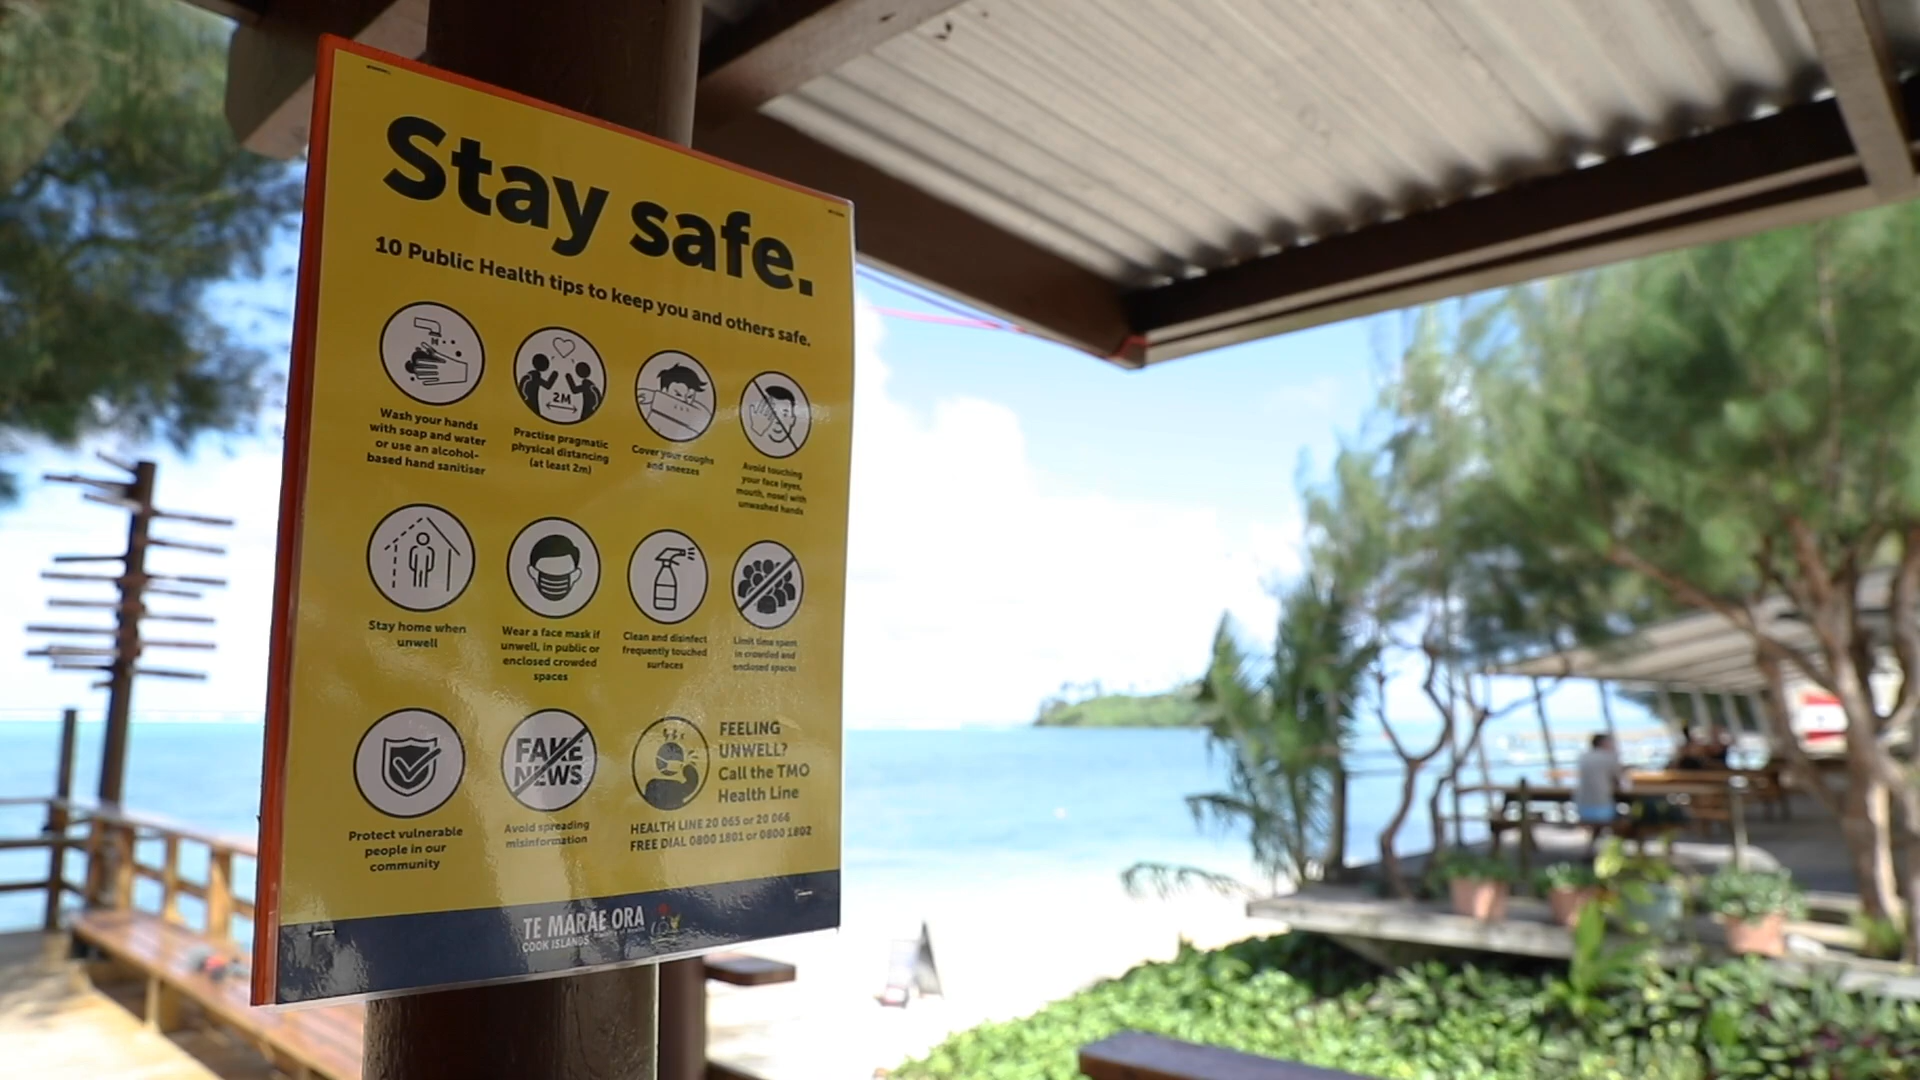 Stay safe.
10 Public Health tips to keep you and others safe.
Wash your hands
with soap and water
or use an alcohol-
based hand sanitiser
2M
Practise pragmatic
physical distancing
(at least 2m)
Cover your coughs
and sneezes
Avoid touching
your face (eyes,
mouth, nose) with
unwashed hands
Stay home when
unwell
Wear a face mask if
unwell, in public or
enclosed crowded
spaces
Clean and disinfect
frequently touched
surfaces
Limit time spent
in crowded and
enclosed spaces
Protect vulnerable
people in our
community
FAKE
NEWS
Avoid spreading
misinformation
FEELING
UNWELL?
Call the TMO
Health Line
HEALTH LINE 20 065 or 20 066
FREE DIAL 0800 1801 or 0800 1802
TE MARAE ORA
COOK ISLANDS